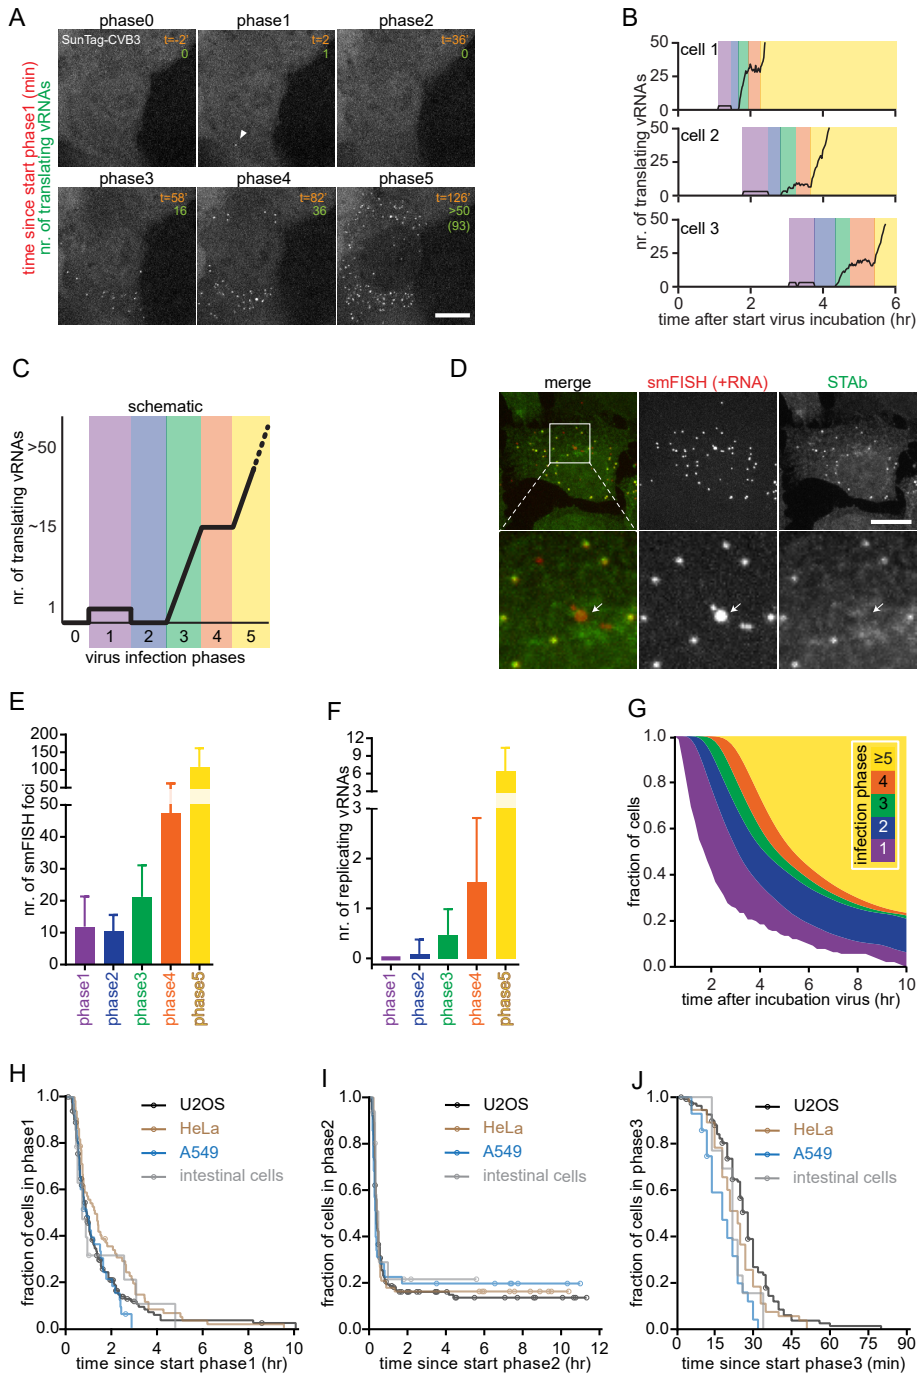 A
phase0
phase1
phase2
SunTag-CVB3
t=-2'
0
t=2
1
t=36'
0
phase3
phase4
phase5
t=58'
16
t=82'
36
t=126'
>50
(93)
time since start phase1 (min)
nr. of translating vRNAs
B
cell 1
50
25
0
cell 2
50
25
0
cell 3
50
25
0
0 2 4 6
nr. of translating vRNAs
time after start virus incubation (hr)
C
schematic
>50
~15
1
nr. of translating vRNAs
0 1 2 3 4 5
virus infection phases
D
merge
smFISH (+RNA)
STAb
E
200
150
100
50
50
40
30
20
10
0
nr. of smFISH foci
phase1
phase2
phase3
phase4
phase5
F
12
9
6
3
3
2
1
0
nr. of replicating vRNAs
phase1
phase2
phase3
phase4
phase5
G
1.0
0.8
0.6
0.4
0.2
0.0
fraction of cells
infection phases
≥5
4
3
2
1
2 4 6 8 10
time after incubation virus (hr)
H
1.0
0.8
0.6
0.4
0.2
0.0
fraction of cells in phase1
U2OS
HeLa
A549
intestinal cells
0 2 4 6 8 10
time since start phase1 (hr)
I
1.0
0.8
0.6
0.4
0.2
0.0
fraction of cells in phase2
U2OS
HeLa
A549
intestinal cells
0 2 4 6 8 10 12
time since start phase2 (hr)
J
1.0
0.8
0.6
0.4
0.2
0.0
fraction of cells in phase3
U2OS
HeLa
A549
intestinal cells
0 15 30 45 60 75 90
time since start phase3 (min)